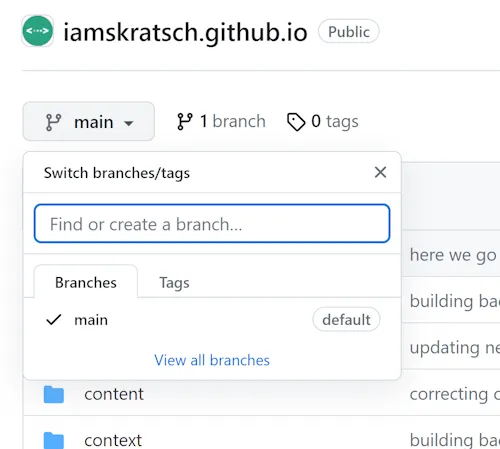 iamskratsch.github.io Public
main 1 branch 0 tags
Switch branches/tags
Find or create a branch...
here we go
Branches Tags
building bac
main default
updating ne
View all branches
content correcting c
context building bac